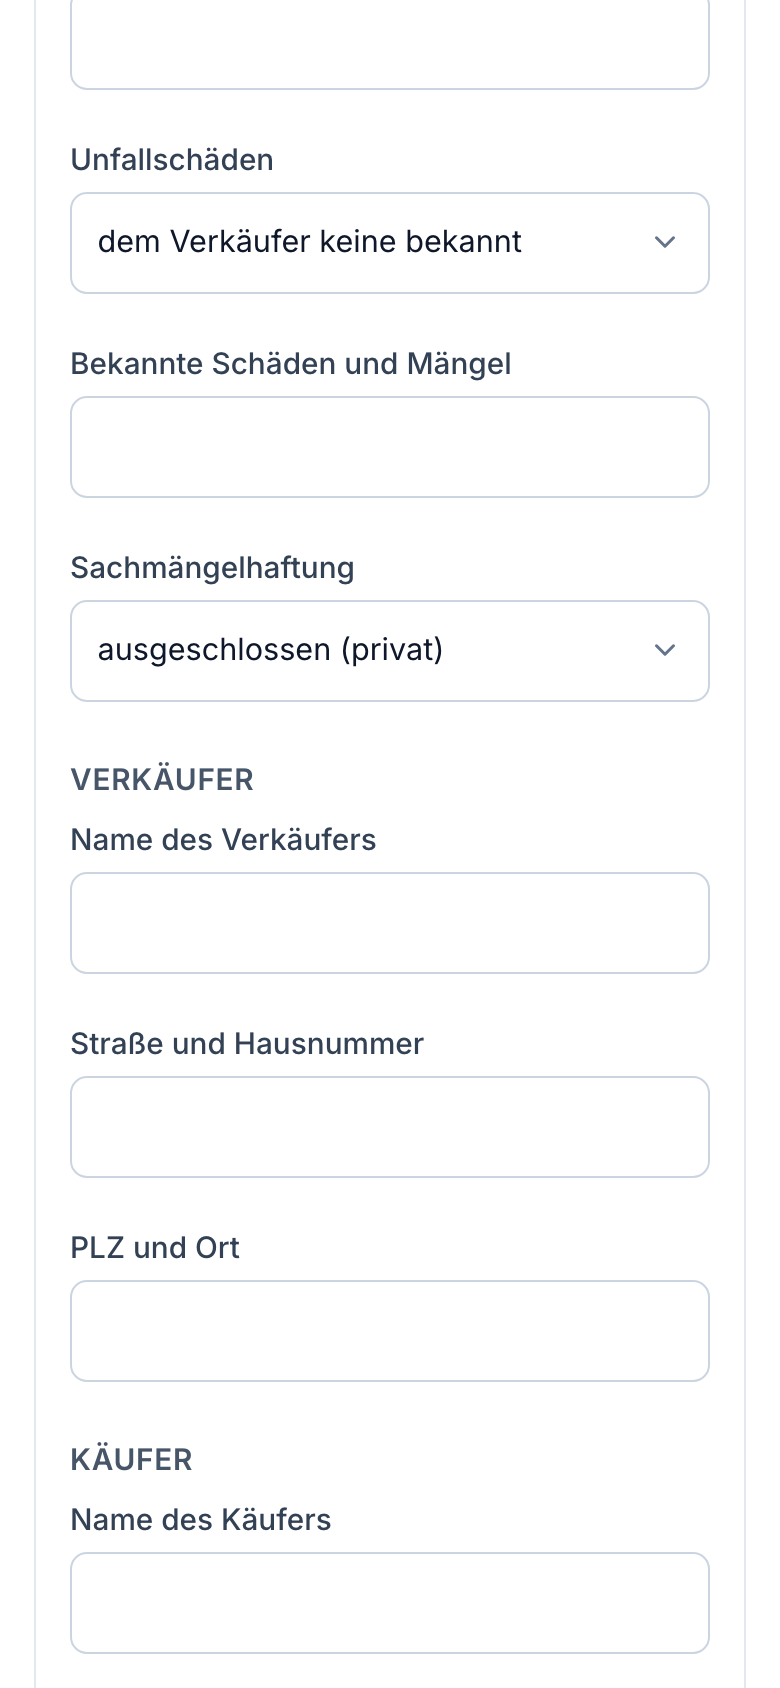 Unfallschäden
dem Verkäufer keine bekannt
Bekannte Schäden und Mängel
Sachmängelhaftung
ausgeschlossen (privat)
VERKÄUFER
Name des Verkäufers
Straße und Hausnummer
PLZ und Ort
KÄUFER
Name des Käufers